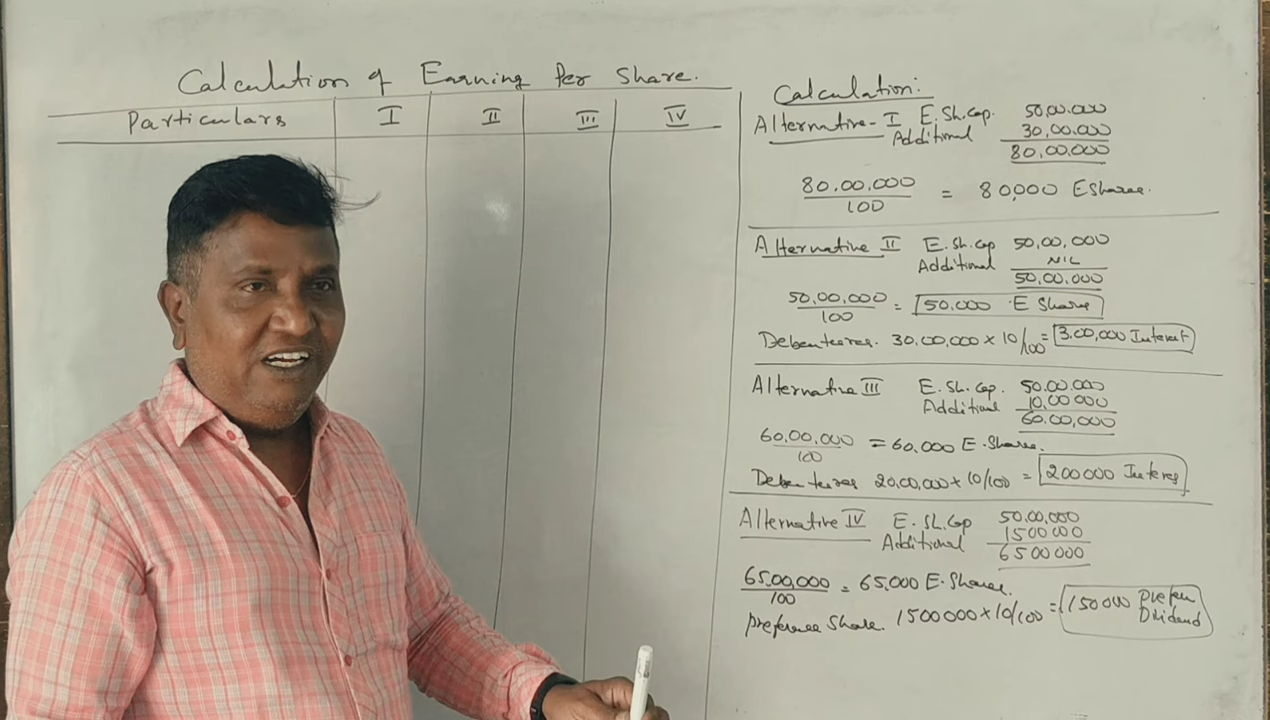 Calculation of Earning Per Share.
Particulars I II III IV
Calculation:
Alternative-I E.Sh.Cap. 50,00,000
Additional 30,00,000
80,00,000
80,00,000 / 100 = 80,000 E Shares.
Alternative II E.Sh.Cap 50,00,000
Additional NIL
50,00,000
50,00,000 / 100 = 50,000 E Shares
Debentures. 30,00,000 x 10/100 = 3,00,000 Interest
Alternative III E.Sh.Cap. 50,00,000
Additional 10,00,000
60,00,000
60,00,000 / 100 = 60,000 E-Shares.
Debentures 20,00,000 x 10/100 = 200000 Interest
Alternative IV E.Sh.Cap 50,00,000
Additional 1500000
6500000
65,00,000 / 100 = 65,000 E-Shares.
Preference Share. 1500000 x 10/100 = 150000 Prefer
Dividend